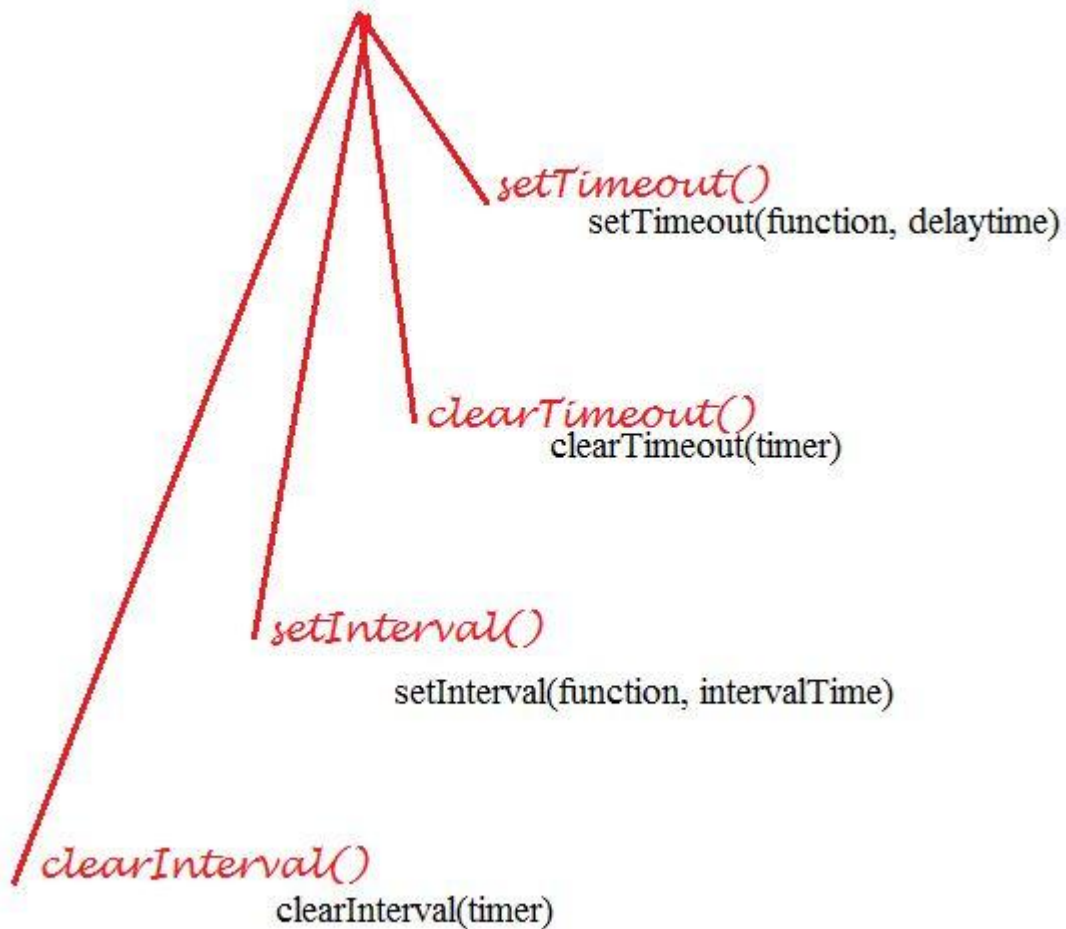 setTimeout()
setTimeout(function, delaytime)
clearTimeout()
clearTimeout(timer)
setInterval()
setInterval(function, intervalTime)
clearInterval()
clearInterval(timer)